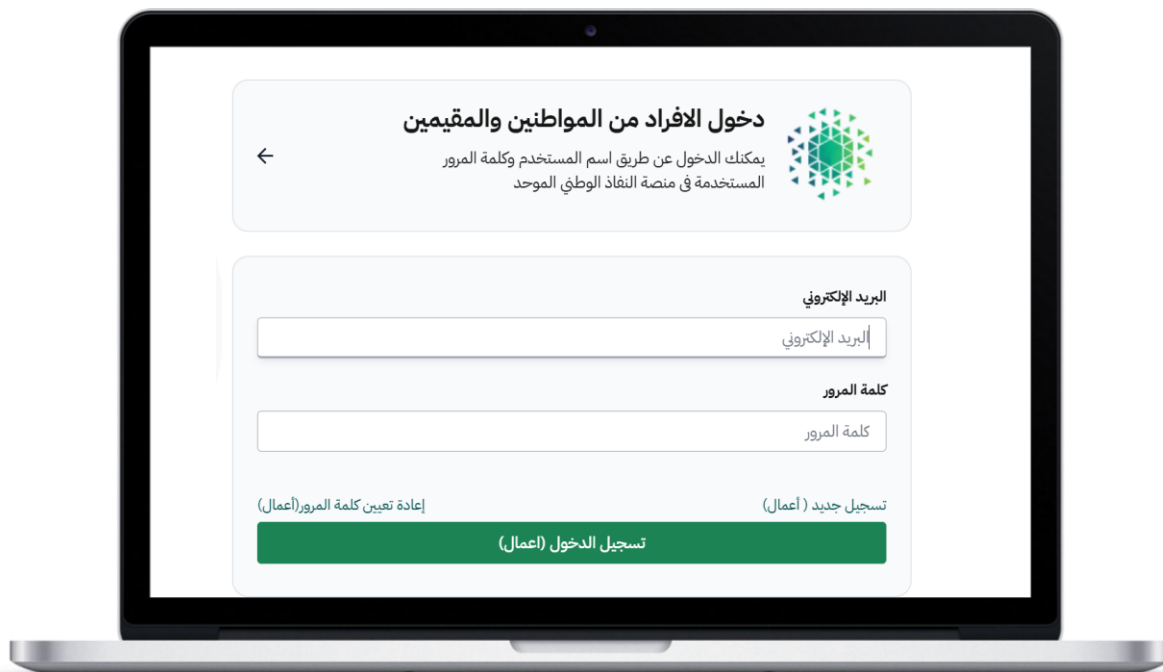 دخول الافراد من المواطنين والمقيمين
يمكنك الدخول عن طريق اسم المستخدم وكلمة المرور
المستخدمة في منصة النفاذ الوطني الموحد
البريد الإلكتروني
البريد الإلكتروني
كلمة المرور
كلمة المرور
تسجيل جديد ( أعمال) إعادة تعيين كلمة المرور(أعمال)
تسجيل الدخول (اعمال)